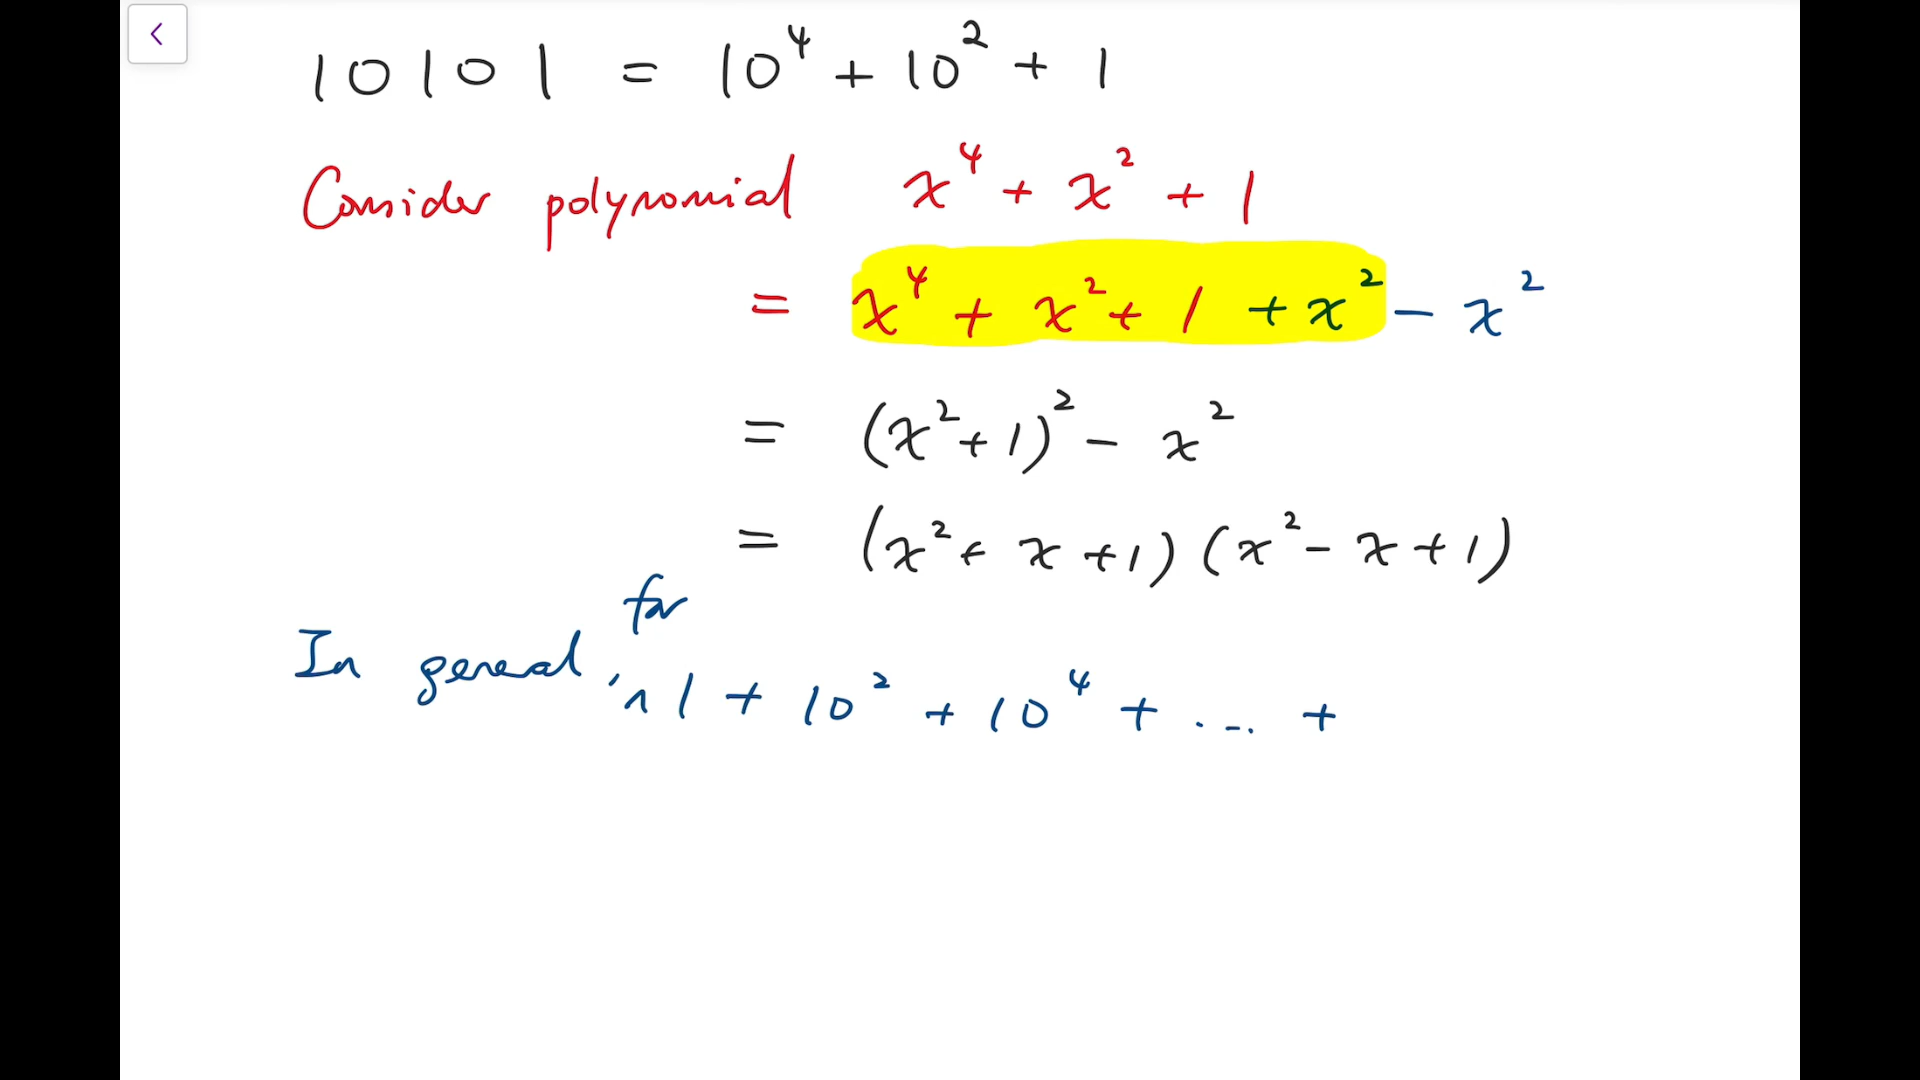 10101 = 10⁴ + 10² + 1
Consider polynomial x⁴ + x² + 1
= x⁴ + x² + 1 + x² - x²
= (x² + 1)² - x²
= (x² + x + 1)(x² - x + 1)
In general, for 1 + 10² + 10⁴ + ... +